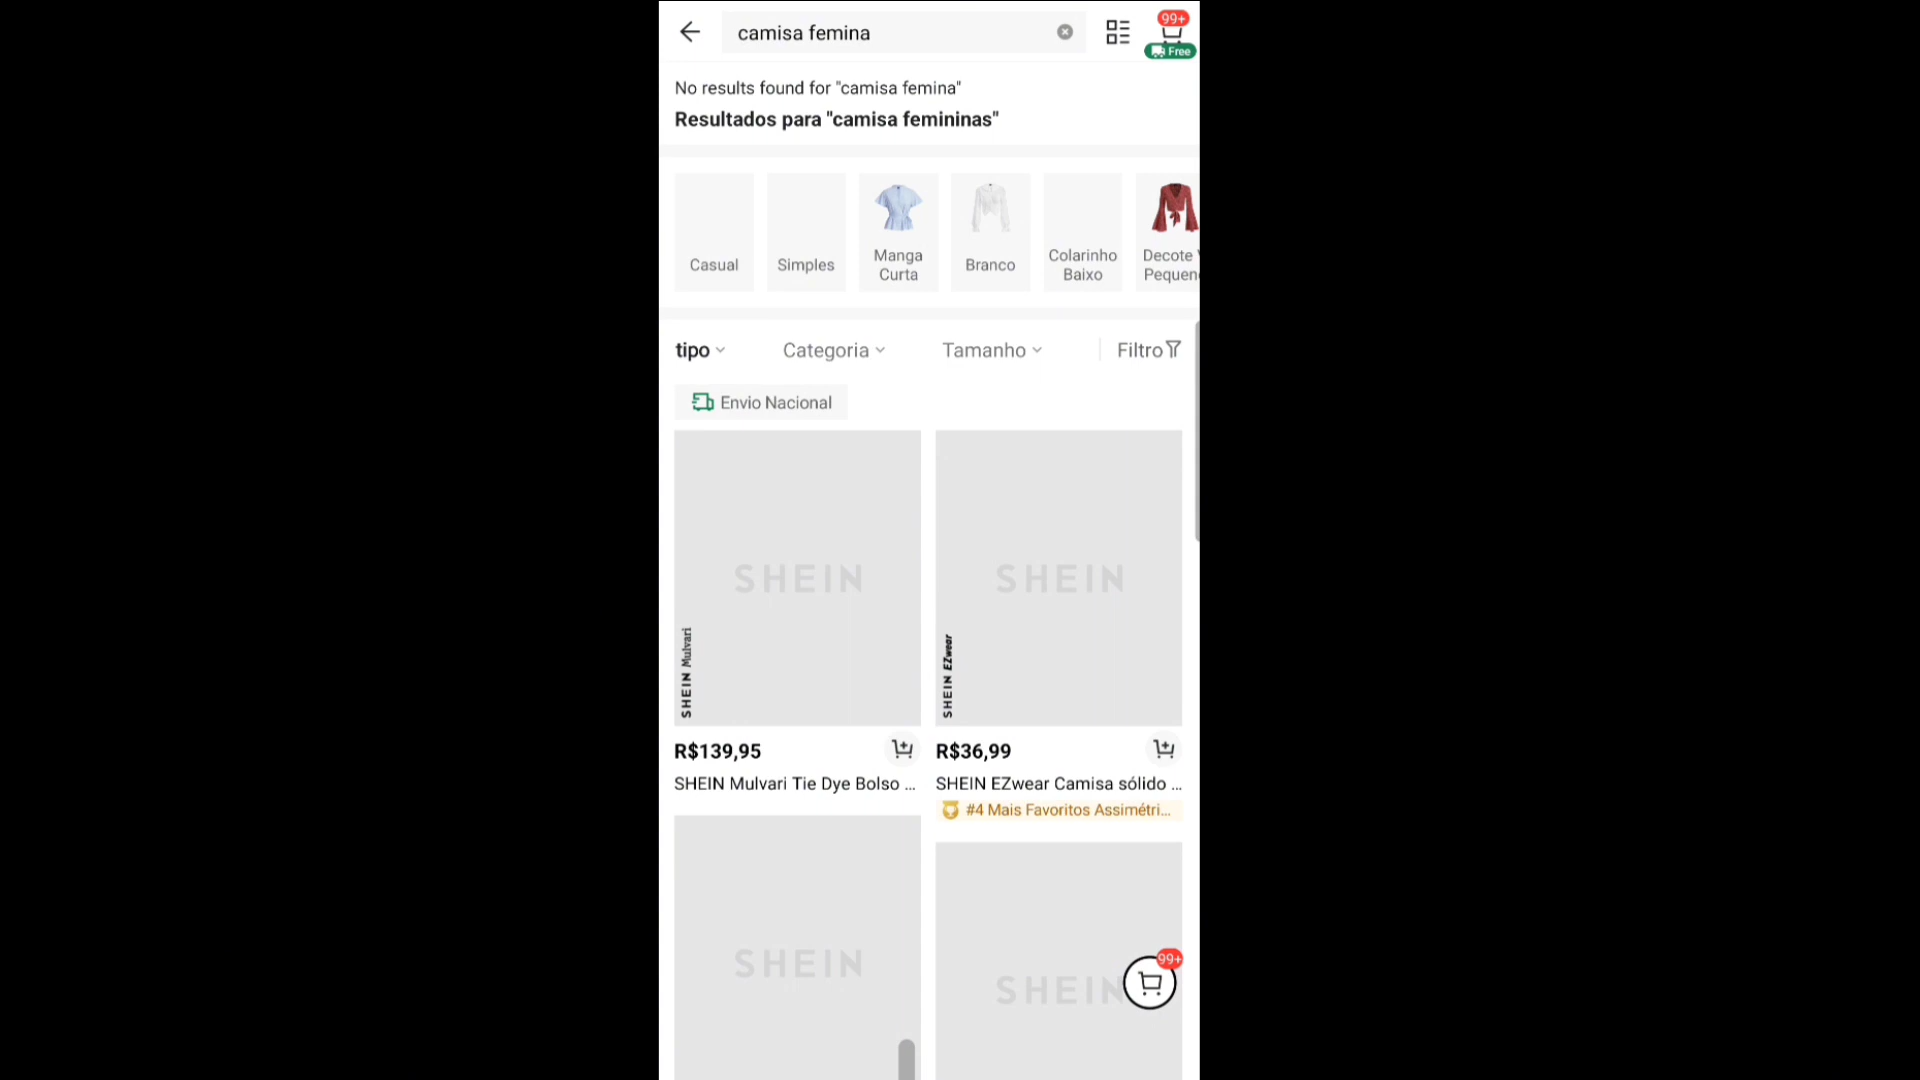 camisa femina
99+
Free
No results found for "camisa femina"
Resultados para "camisa femininas"
Casual
Simples
Manga
Curta
Branco
Colarinho
Baixo
Decote
Pequen
tipo
Categoria
Tamanho
Filtro
Envio Nacional
SHEIN
SHEIN Mulvari
SHEIN
SHEIN EZwear
R$139,95
R$36,99
SHEIN Mulvari Tie Dye Bolso ...
SHEIN EZwear Camisa sólido ...
#4 Mais Favoritos Assimétri...
SHEIN
SHEIN
99+